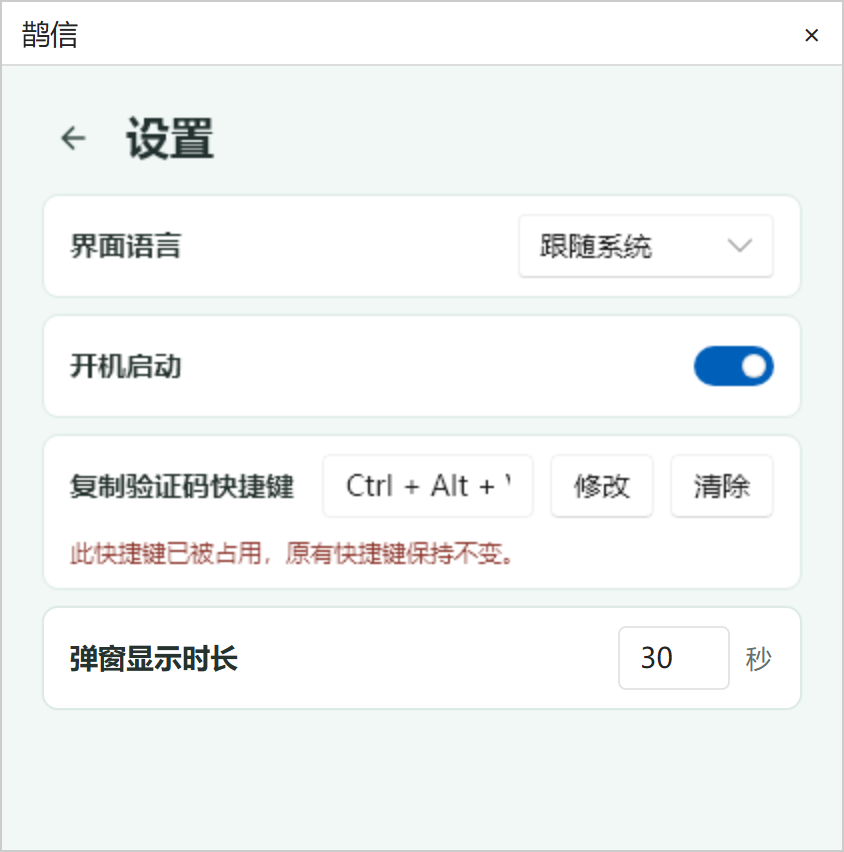 鹊信
设置
界面语言 跟随系统
开机启动
复制验证码快捷键 Ctrl + Alt + 修改 清除
此快捷键已被占用，原有快捷键保持不变。
弹窗显示时长 30 秒